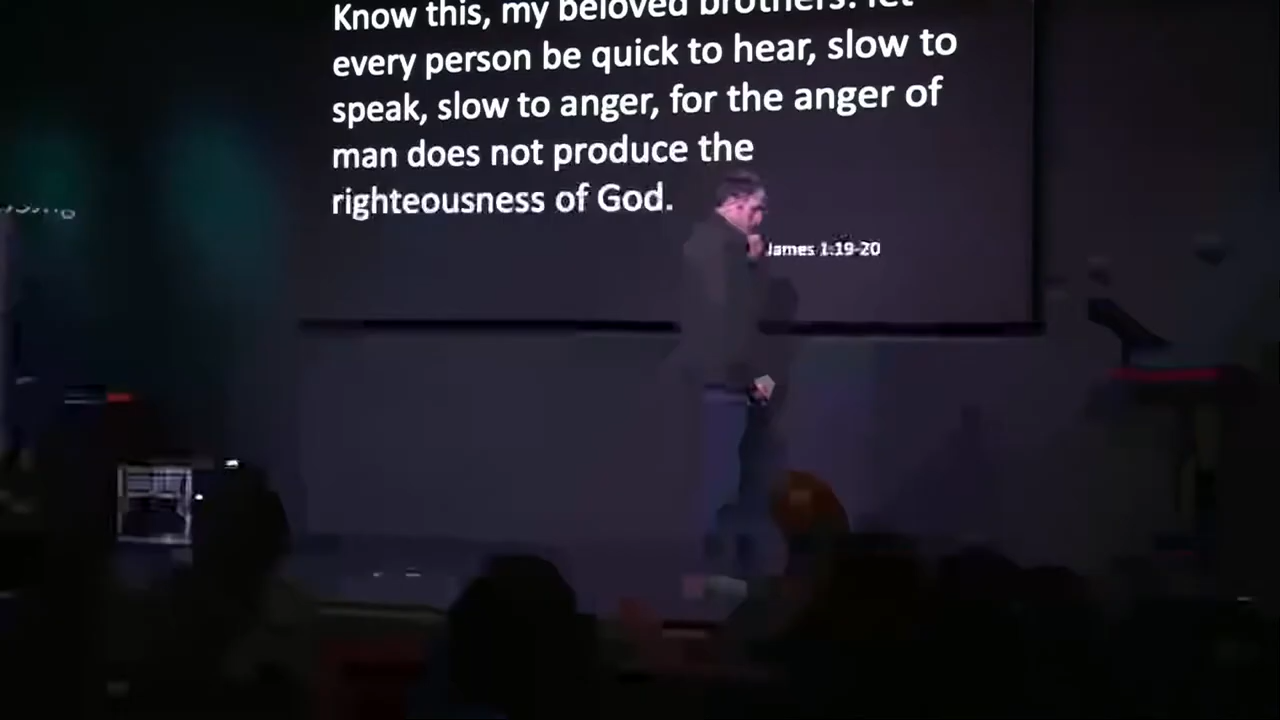 Know this, my beloved brothers: let
every person be quick to hear, slow to
speak, slow to anger, for the anger of
man does not produce the
righteousness of God.
James 1:19-20